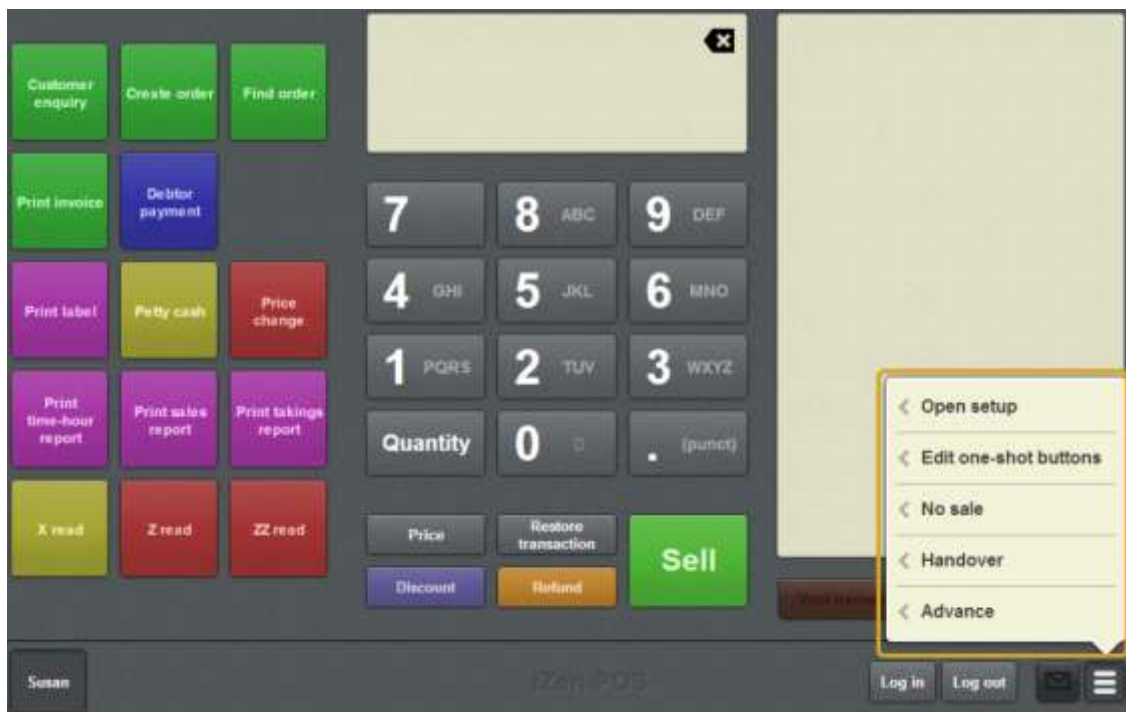 Customer
enquiry
Create order
Find order
Print invoice
Debtor
payment
Print label
Petty cash
Price
change
Print
time-hour
report
Print sales
report
Print takings
report
X read
Z read
ZZ read
7
8 ABC
9 DEF
4 GHI
5 JKL
6 MNO
1 PQRS
2 TUV
3 WXYZ
Quantity
0
. (punct)
Price
Restore
transaction
Sell
Discount
Refund
Open setup
Edit one-shot buttons
No sale
Handover
Advance
Susan
Log in
Log out